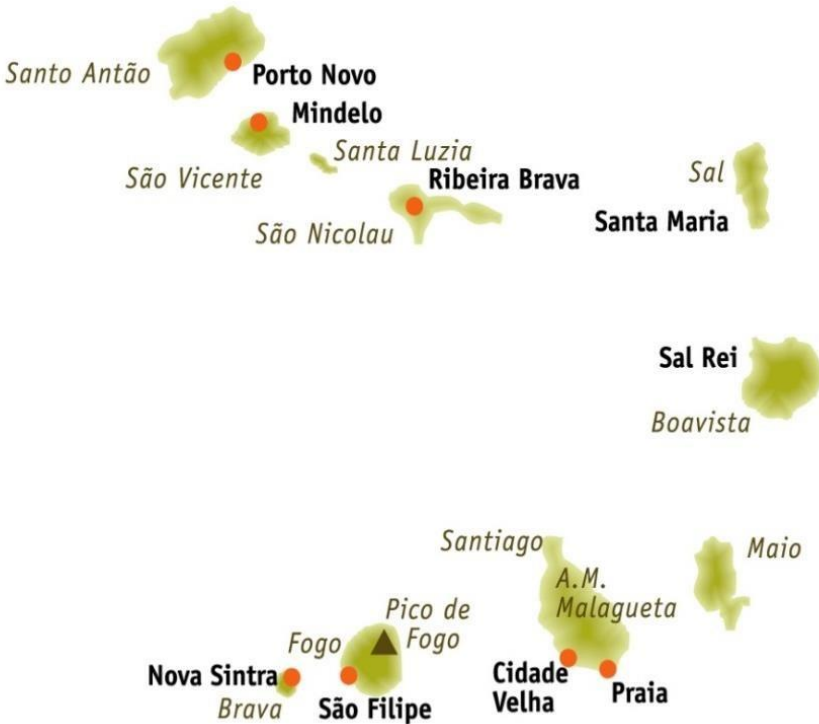 Santo Antão
Porto Novo
Mindelo
São Vicente
Santa Luzia
Ribeira Brava
São Nicolau
Sal
Santa Maria
Sal Rei
Boavista
Santiago
A.M.
Malagueta
Maio
Pico de
Fogo
Fogo
Nova Sintra
Brava
São Filipe
Cidade
Velha
Praia